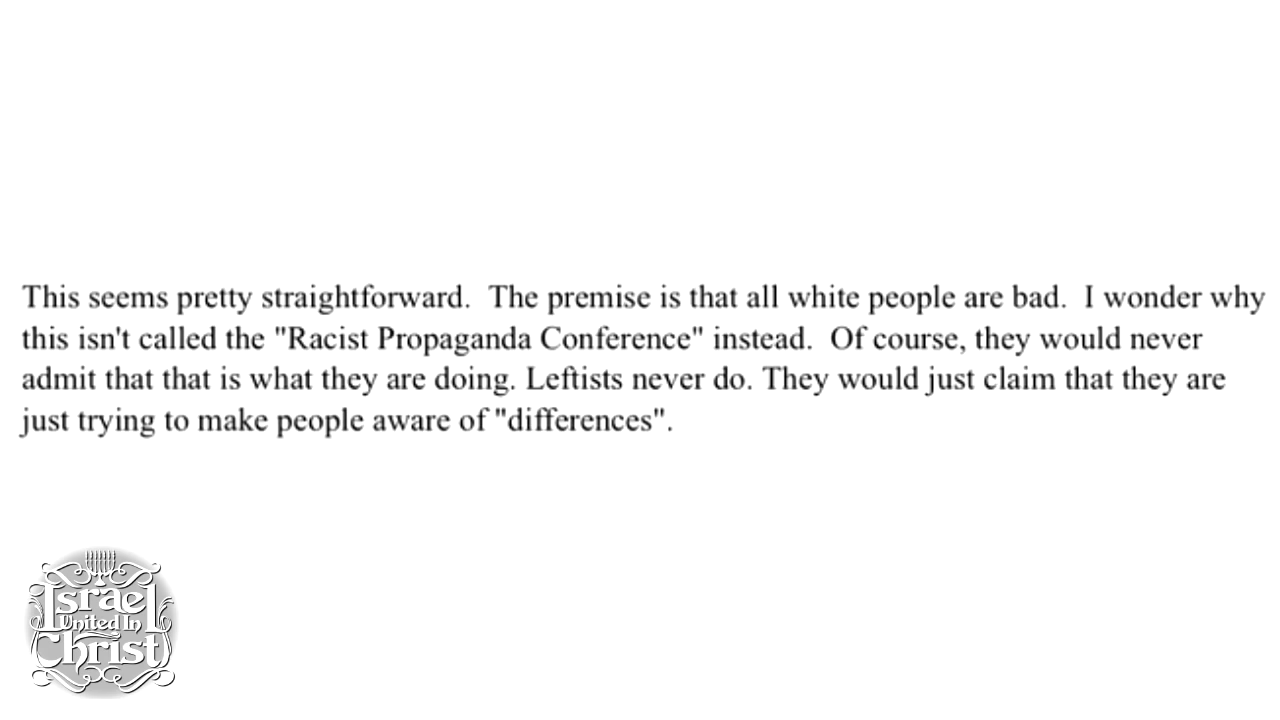 This seems pretty straightforward.  The premise is that all white people are bad.  I wonder why
this isn't called the "Racist Propaganda Conference" instead.  Of course, they would never
admit that that is what they are doing. Leftists never do. They would just claim that they are
just trying to make people aware of "differences".
Israel
United In
Christ